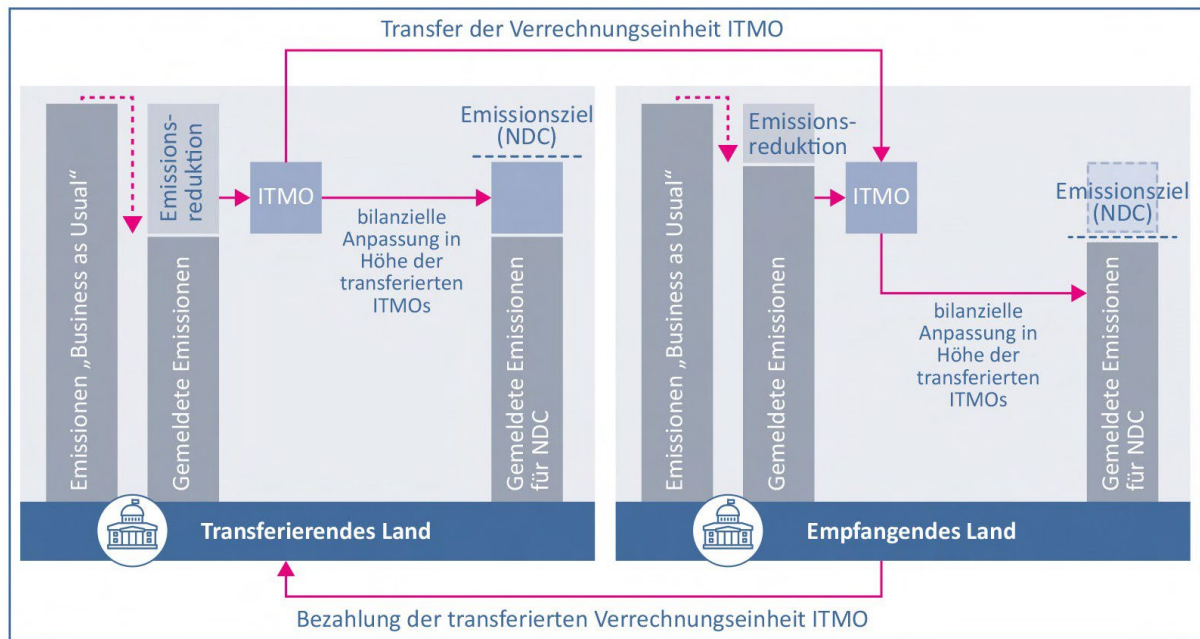 Transfer der Verrechnungseinheit ITMO
Emissionen „Business as Usual“
Emissions-
reduktion
Gemeldete Emissionen
ITMO
bilanzielle
Anpassung in
Höhe der
transferierten
ITMOs
Emissionsziel
(NDC)
Gemeldete Emissionen
für NDC
Transferierendes Land
Emissionen „Business as Usual“
Emissions-
reduktion
Gemeldete Emissionen
ITMO
bilanzielle
Anpassung in
Höhe der
transferierten
ITMOs
Emissionsziel
(NDC)
Gemeldete Emissionen
für NDC
Empfangendes Land
Bezahlung der transferierten Verrechnungseinheit ITMO